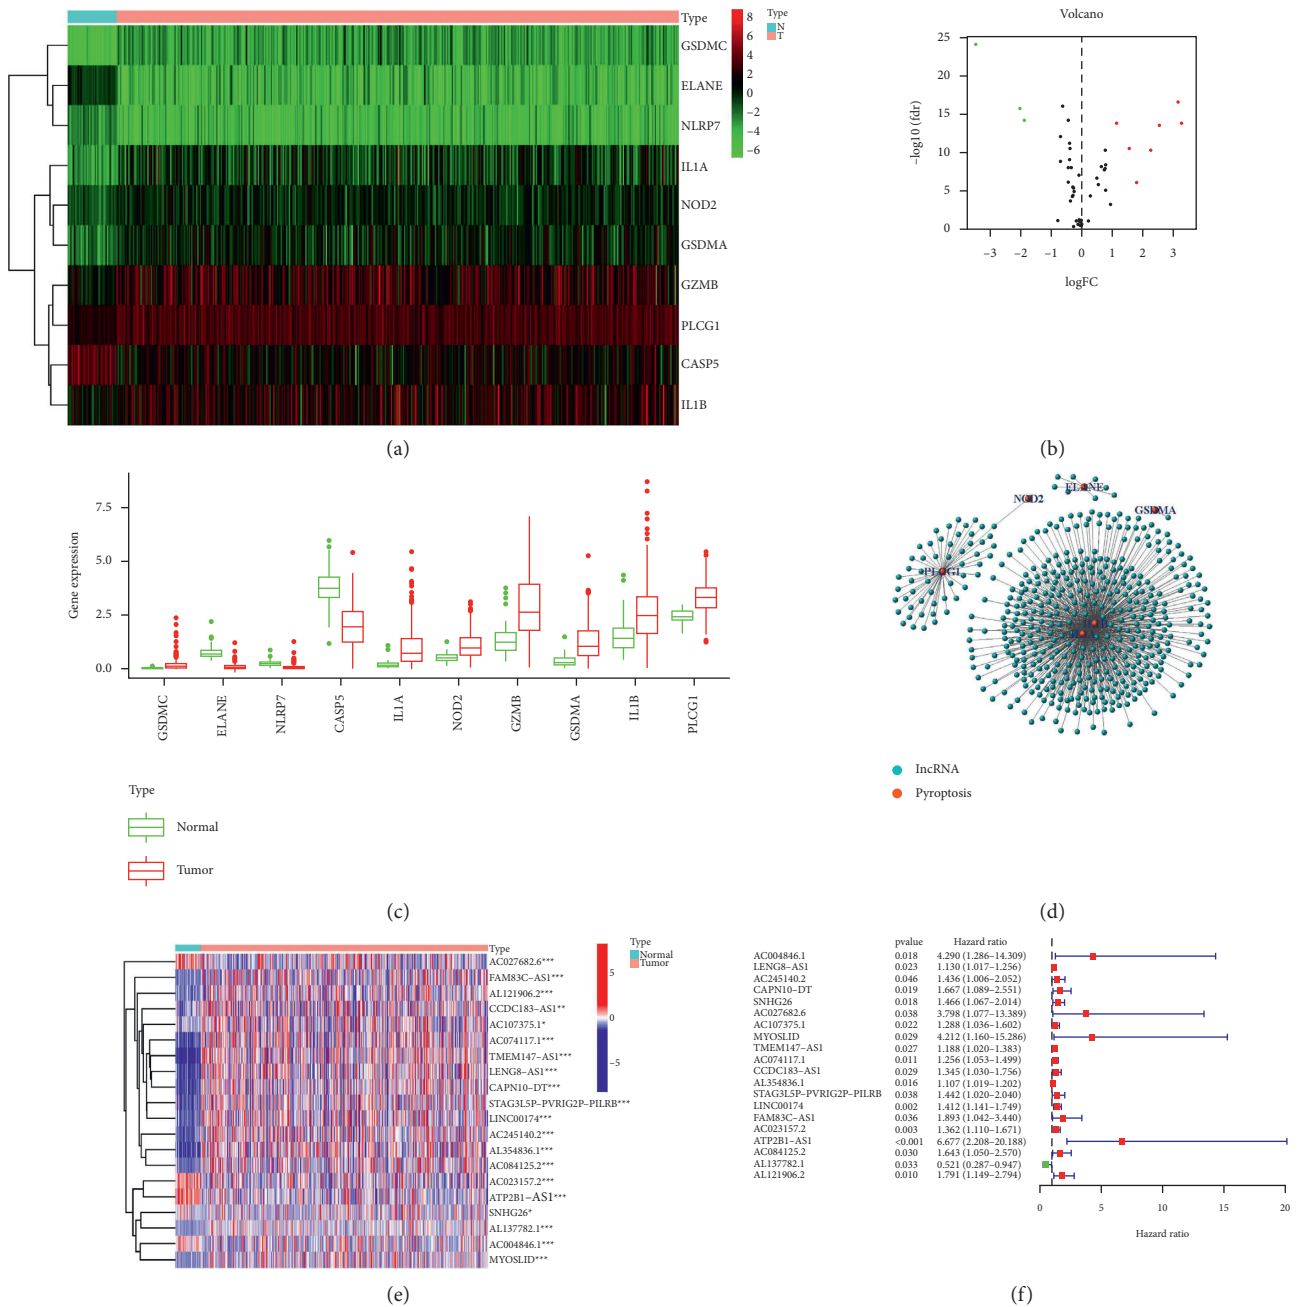 Type
GSDMC
ELANE
NLRP7
IL1A
NOD2
GSDMA
GZMB
PLCG1
CASP5
IL1B
8
6
4
2
0
−2
−4
−6
Type
N
T
(a)
Volcano
25
20
15
10
5
0
−log10 (fdr)
−3 −2 −1 0 1 2 3
logFC
(b)
7.5
5.0
2.5
0.0
Gene expression
GSDMC
ELANE
NLRP7
CASP5
IL1A
NOD2
GZMB
GSDMA
IL1B
PLCG1
Type
Normal
Tumor
(c)
ELANE
NOD2
GSDMA
PLCG1
lncRNA
Pyroptosis
(d)
Type
AC027682.6***
FAM83C−AS1***
AL121906.2***
CCDC183−AS1**
AC107375.1*
AC074117.1***
TMEM147−AS1***
LENG8−AS1***
CAPN10−DT***
STAG3L5P−PVRIG2P−PILRB***
LINC00174***
AC245140.2***
AL354836.1***
AC084125.2***
AC023157.2***
ATP2B1−AS1***
SNHG26*
AL137782.1***
AC004846.1***
MYOSLID***
5
0
−5
Type
Normal
Tumor
(e)
pvalue Hazard ratio
AC004846.1 0.018 4.290 (1.286−14.309)
LENG8−AS1 0.023 1.130 (1.017−1.256)
AC245140.2 0.046 1.436 (1.006−2.052)
CAPN10−DT 0.019 1.667 (1.089−2.551)
SNHG26 0.018 1.466 (1.067−2.014)
AC027682.6 0.038 3.798 (1.077−13.389)
AC107375.1 0.022 1.288 (1.036−1.602)
MYOSLID 0.029 4.212 (1.160−15.286)
TMEM147−AS1 0.027 1.188 (1.020−1.383)
AC074117.1 0.011 1.256 (1.053−1.499)
CCDC183−AS1 0.029 1.345 (1.030−1.756)
AL354836.1 0.016 1.107 (1.019−1.202)
STAG3L5P−PVRIG2P−PILRB 0.038 1.442 (1.020−2.040)
LINC00174 0.002 1.412 (1.141−1.749)
FAM83C−AS1 0.036 1.893 (1.042−3.440)
AC023157.2 0.003 1.362 (1.110−1.671)
ATP2B1−AS1 <0.001 6.677 (2.208−20.188)
AC084125.2 0.030 1.643 (1.050−2.570)
AL137782.1 0.033 0.521 (0.287−0.947)
AL121906.2 0.010 1.791 (1.149−2.794)
0 5 10 15 20
Hazard ratio
(f)